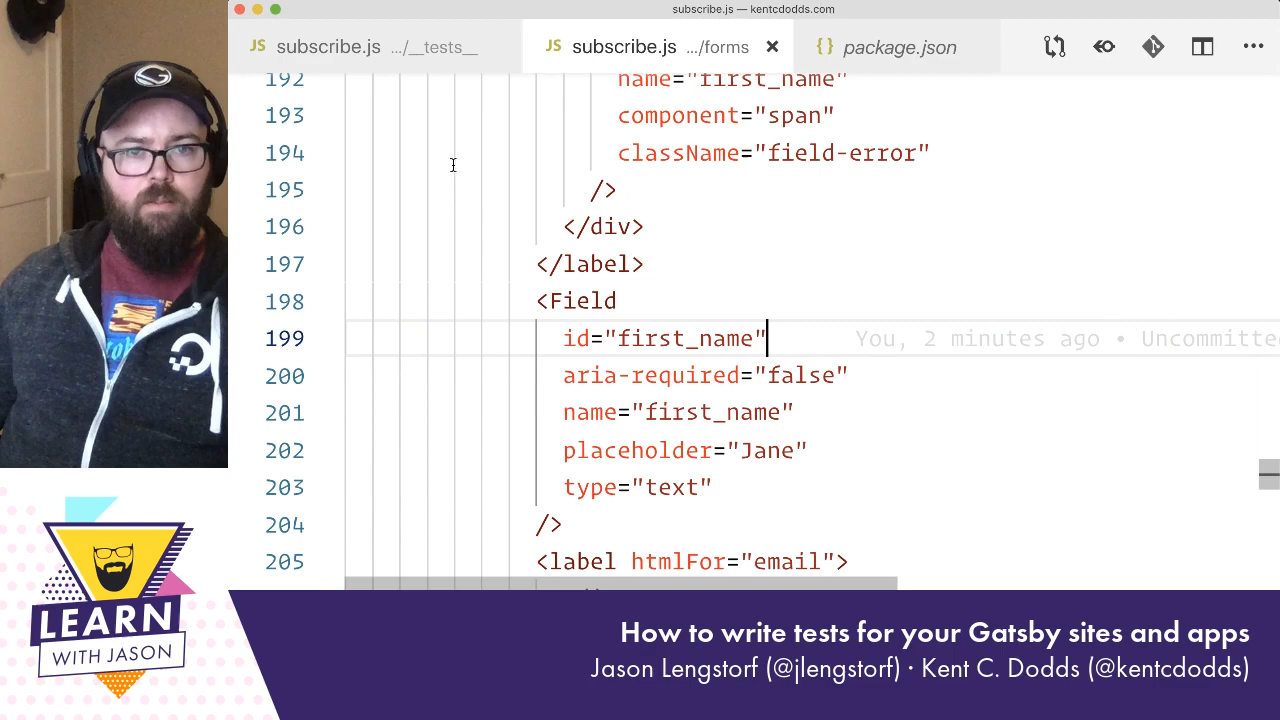 subscribe.js — kentcdodds.com
JS subscribe.js .../__tests__
JS subscribe.js .../forms ×
{} package.json
192 name="first_name"
193 component="span"
194 className="field-error"
195 />
196 </div>
197 </label>
198 <Field
199 id="first_name" You, 2 minutes ago • Uncommitte
200 aria-required="false"
201 name="first_name"
202 placeholder="Jane"
203 type="text"
204 />
205 <label htmlFor="email">
LEARN
WITH JASON
How to write tests for your Gatsby sites and apps
Jason Lengstorf (@jlengstorf) · Kent C. Dodds (@kentcdodds)